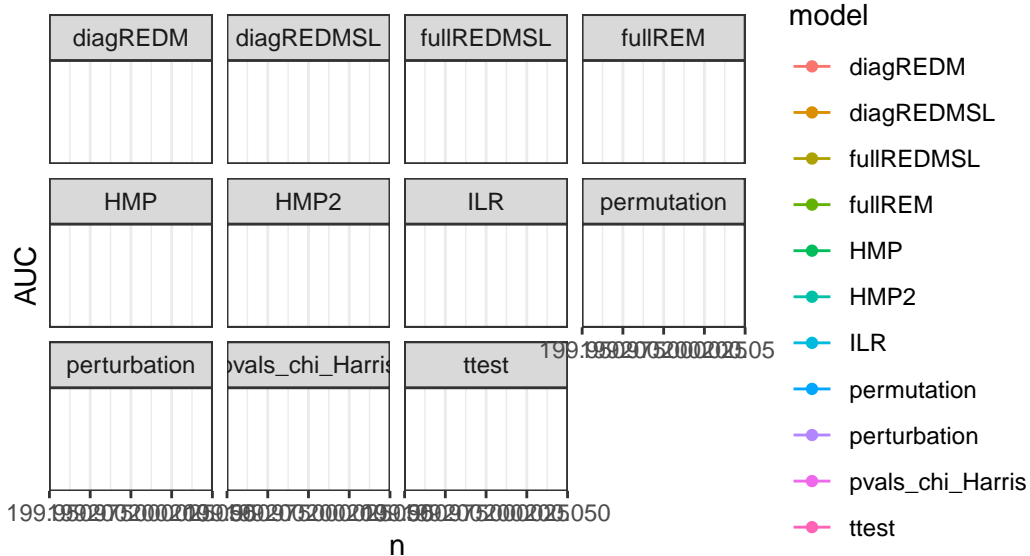 diagREDM diagREDMSL fullREDMSL fullREM
HMP HMP2 ILR permutation
perturbation pvals_chi_Harris ttest
AUC
n
model
diagREDM
diagREDMSL
fullREDMSL
fullREM
HMP
HMP2
ILR
permutation
perturbation
pvals_chi_Harris
ttest